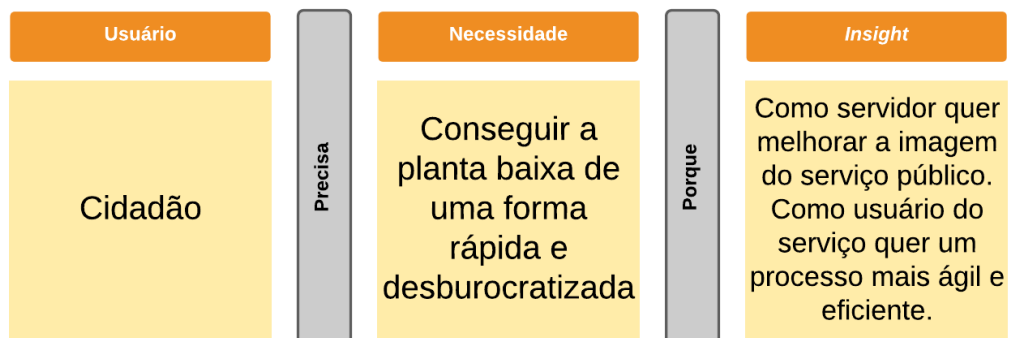 Usuário
Cidadão
Precisa
Necessidade
Conseguir a
planta baixa de
uma forma
rápida e
desburocratizada
Porque
Insight
Como servidor quer
melhorar a imagem
do serviço público.
Como usuário do
serviço quer um
processo mais ágil e
eficiente.